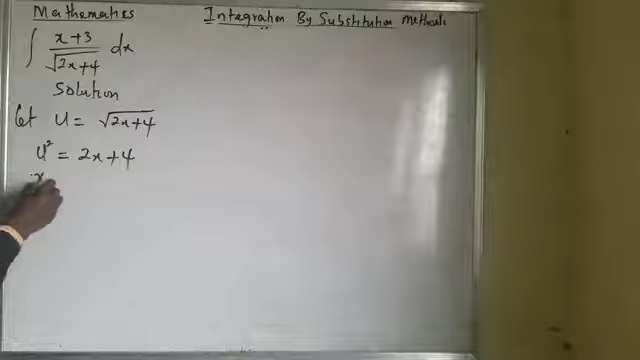 Mathematics
Integration By Substitution Methods
∫ x+3 / √2x+4 dx
Solution
Let U = √2x+4
U² = 2x+4
x